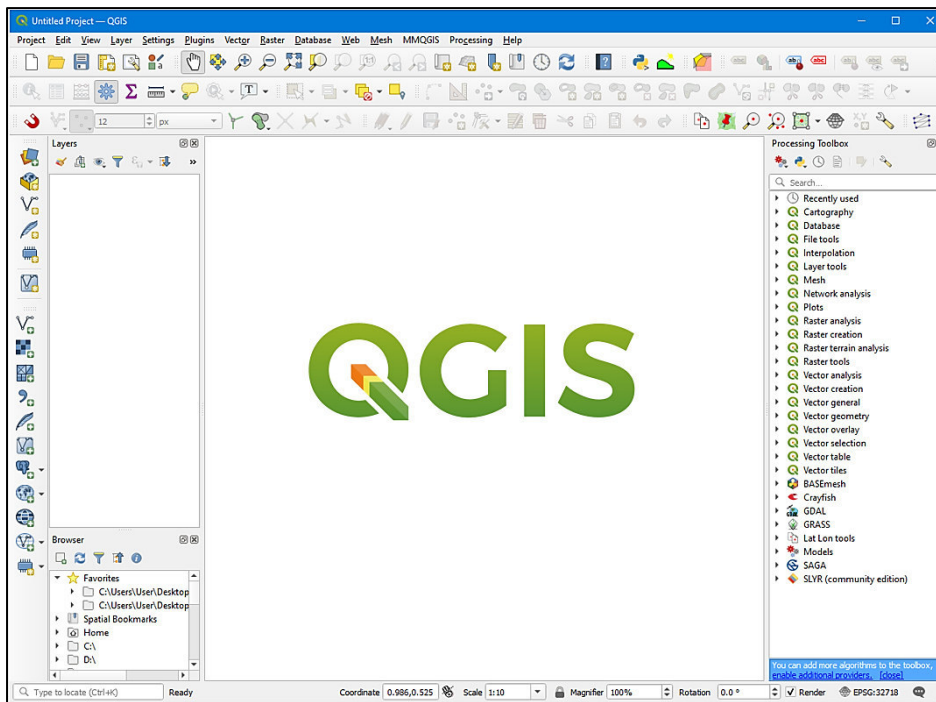 Untitled Project — QGIS
Project Edit View Layer Settings Plugins Vector Raster Database Web Mesh MMQGIS Processing Help
12 px
Layers
Processing Toolbox
Search...
Recently used
Cartography
Database
File tools
Interpolation
Layer tools
Mesh
Network analysis
Plots
Raster analysis
Raster creation
Raster terrain analysis
Raster tools
Vector analysis
Vector creation
Vector general
Vector geometry
Vector overlay
Vector selection
Vector table
Vector tiles
BASEmesh
Crayfish
GDAL
GRASS
Lat Lon tools
Models
SAGA
SLYR (community edition)
QGIS
Browser
Favorites
C:\Users\User\Desktop
C:\Users\User\Desktop
Spatial Bookmarks
Home
C:\
D:\
You can add more algorithms to the toolbox,
enable additional providers. [close]
Type to locate (Ctrl+K) Ready Coordinate 0.986,0.525 Scale 1:10 Magnifier 100% Rotation 0.0 ° Render EPSG:32718